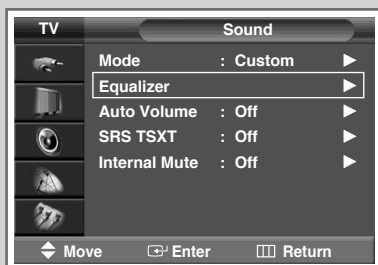 TV Sound
Mode : Custom
Equalizer
Auto Volume : Off
SRS TSXT : Off
Internal Mute : Off
Move Enter Return